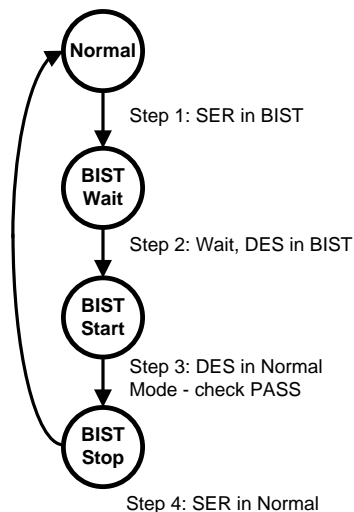 Normal
Step 1: SER in BIST
BIST
Wait
Step 2: Wait, DES in BIST
BIST
Start
Step 3: DES in Normal
Mode - check PASS
BIST
Stop
Step 4: SER in Normal